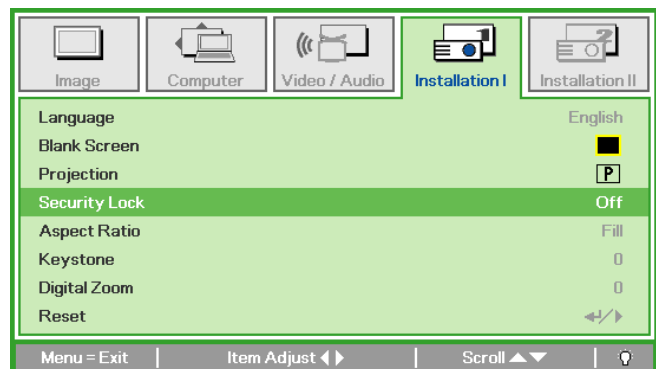 Image Computer Video / Audio Installation I Installation II
Language English
Blank Screen
Projection P
Security Lock Off
Aspect Ratio Fill
Keystone 0
Digital Zoom 0
Reset ↵/▶
Menu = Exit Item Adjust ◀▶ Scroll ▲▼